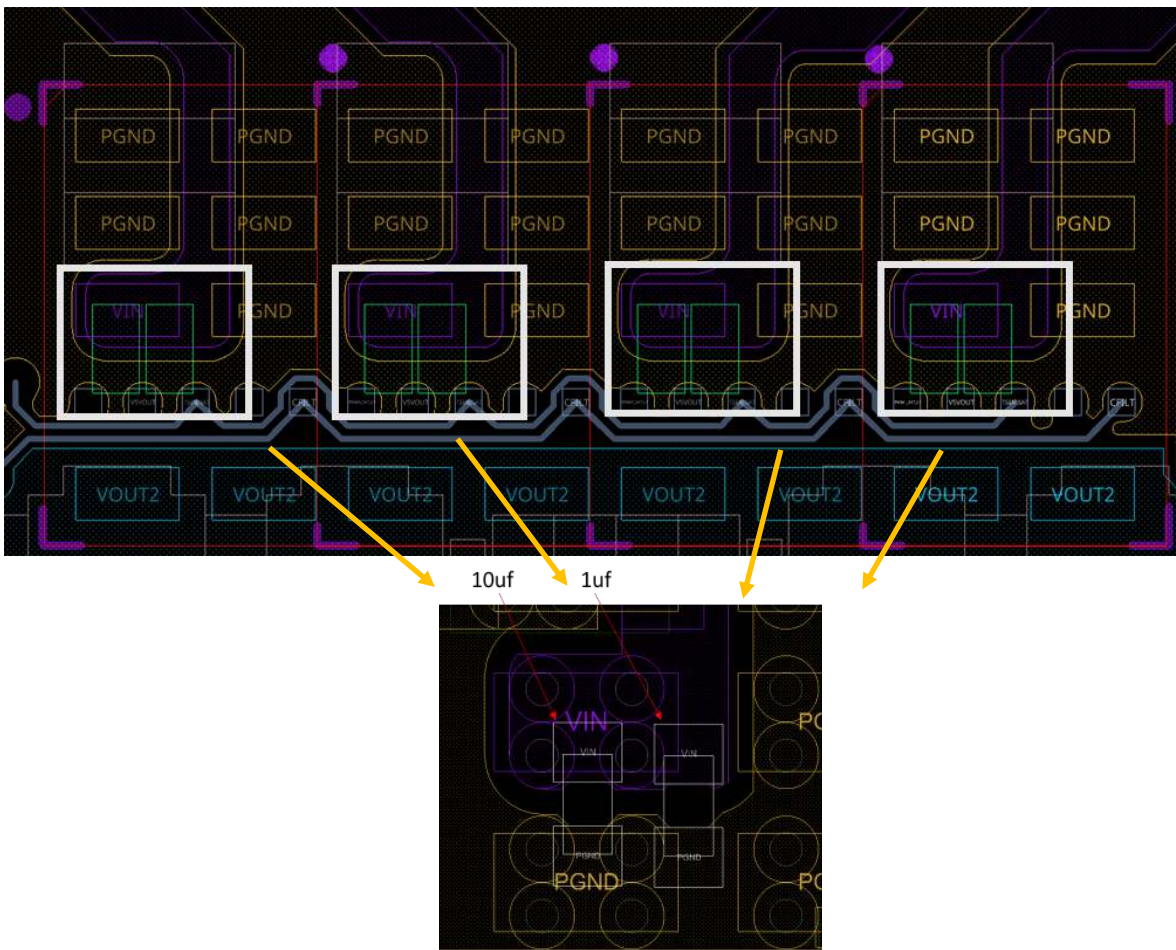 PGND PGND PGND PGND PGND PGND PGND PGND
PGND PGND PGND PGND PGND PGND PGND PGND
VIN PGND VIN PGND VIN PGND VIN PGND
VSVOUT CFILT VSVOUT CFILT VSVOUT CFILT VSVOUT CFILT
VOUT2 VOUT2 VOUT2 VOUT2 VOUT2 VOUT2 VOUT2 VOUT2
10uf 1uf
VIN PG
VIN VIN
PGND PGND
PGND PG